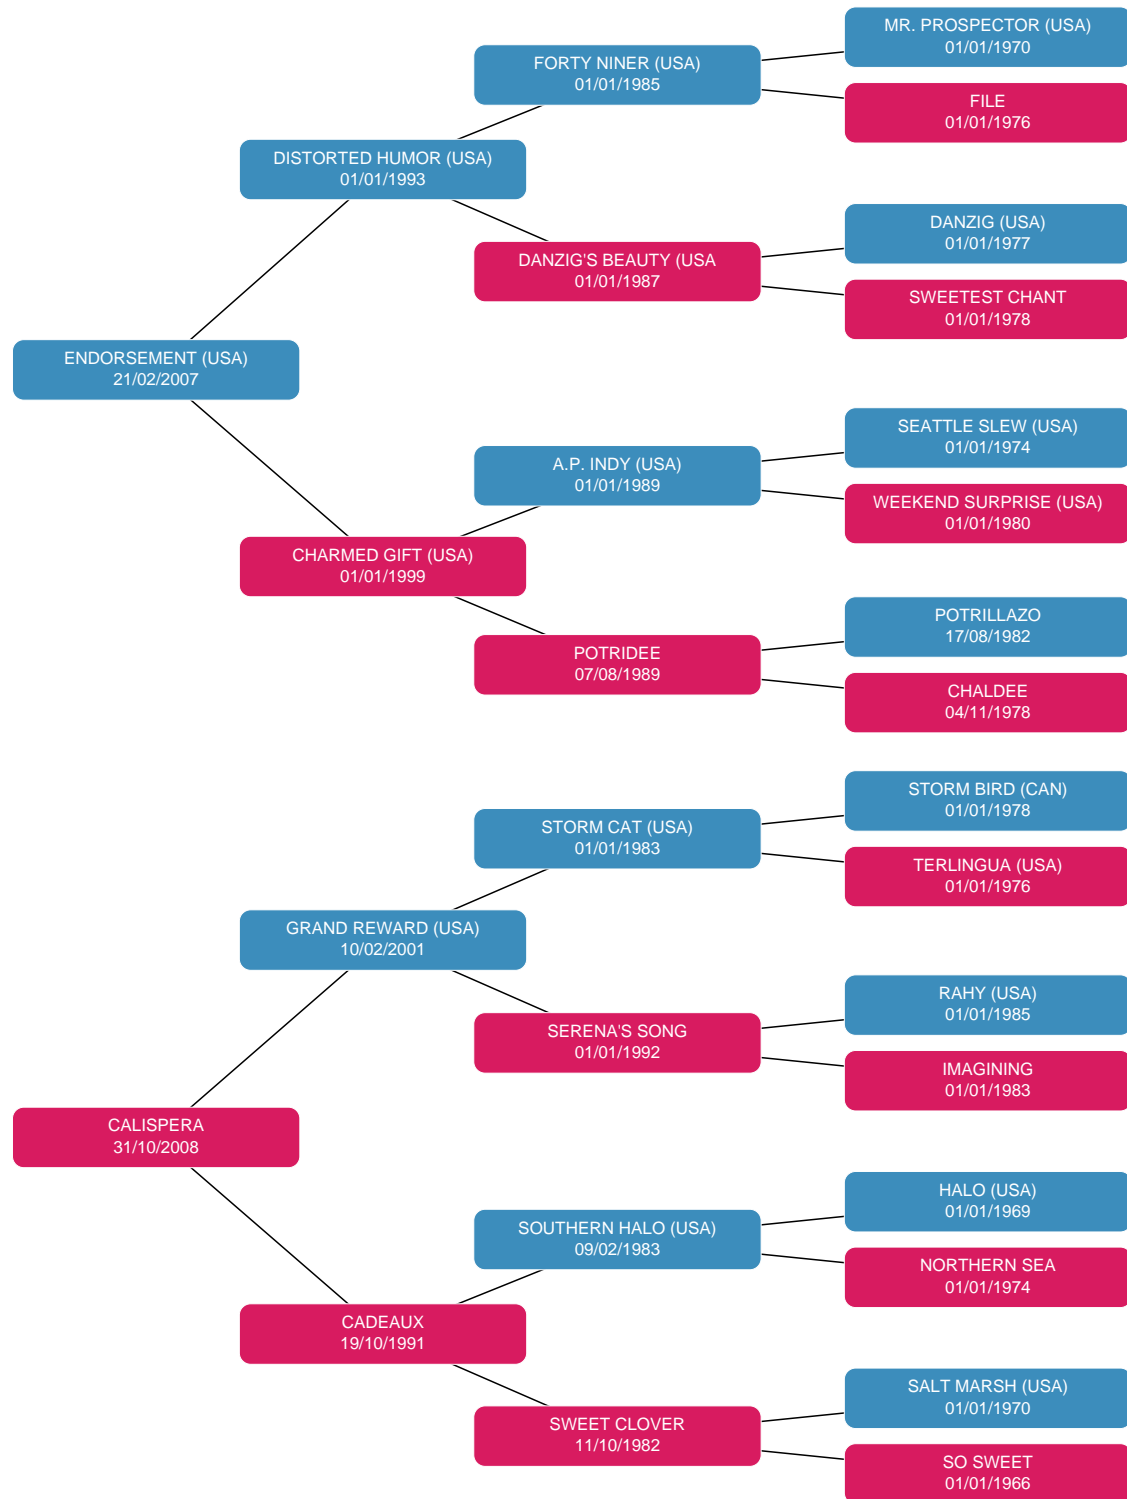 MR. PROSPECTOR (USA)
01/01/1970
FORTY NINER (USA)
01/01/1985
FILE
01/01/1976
DISTORTED HUMOR (USA)
01/01/1993
DANZIG (USA)
01/01/1977
DANZIG'S BEAUTY (USA
01/01/1987
SWEETEST CHANT
01/01/1978
ENDORSEMENT (USA)
21/02/2007
SEATTLE SLEW (USA)
01/01/1974
A.P. INDY (USA)
01/01/1989
WEEKEND SURPRISE (USA)
01/01/1980
CHARMED GIFT (USA)
01/01/1999
POTRILLAZO
17/08/1982
POTRIDEE
07/08/1989
CHALDEE
04/11/1978
STORM BIRD (CAN)
01/01/1978
STORM CAT (USA)
01/01/1983
TERLINGUA (USA)
01/01/1976
GRAND REWARD (USA)
10/02/2001
RAHY (USA)
01/01/1985
SERENA'S SONG
01/01/1992
IMAGINING
01/01/1983
CALISPERA
31/10/2008
HALO (USA)
01/01/1969
SOUTHERN HALO (USA)
09/02/1983
NORTHERN SEA
01/01/1974
CADEAUX
19/10/1991
SALT MARSH (USA)
01/01/1970
SWEET CLOVER
11/10/1982
SO SWEET
01/01/1966